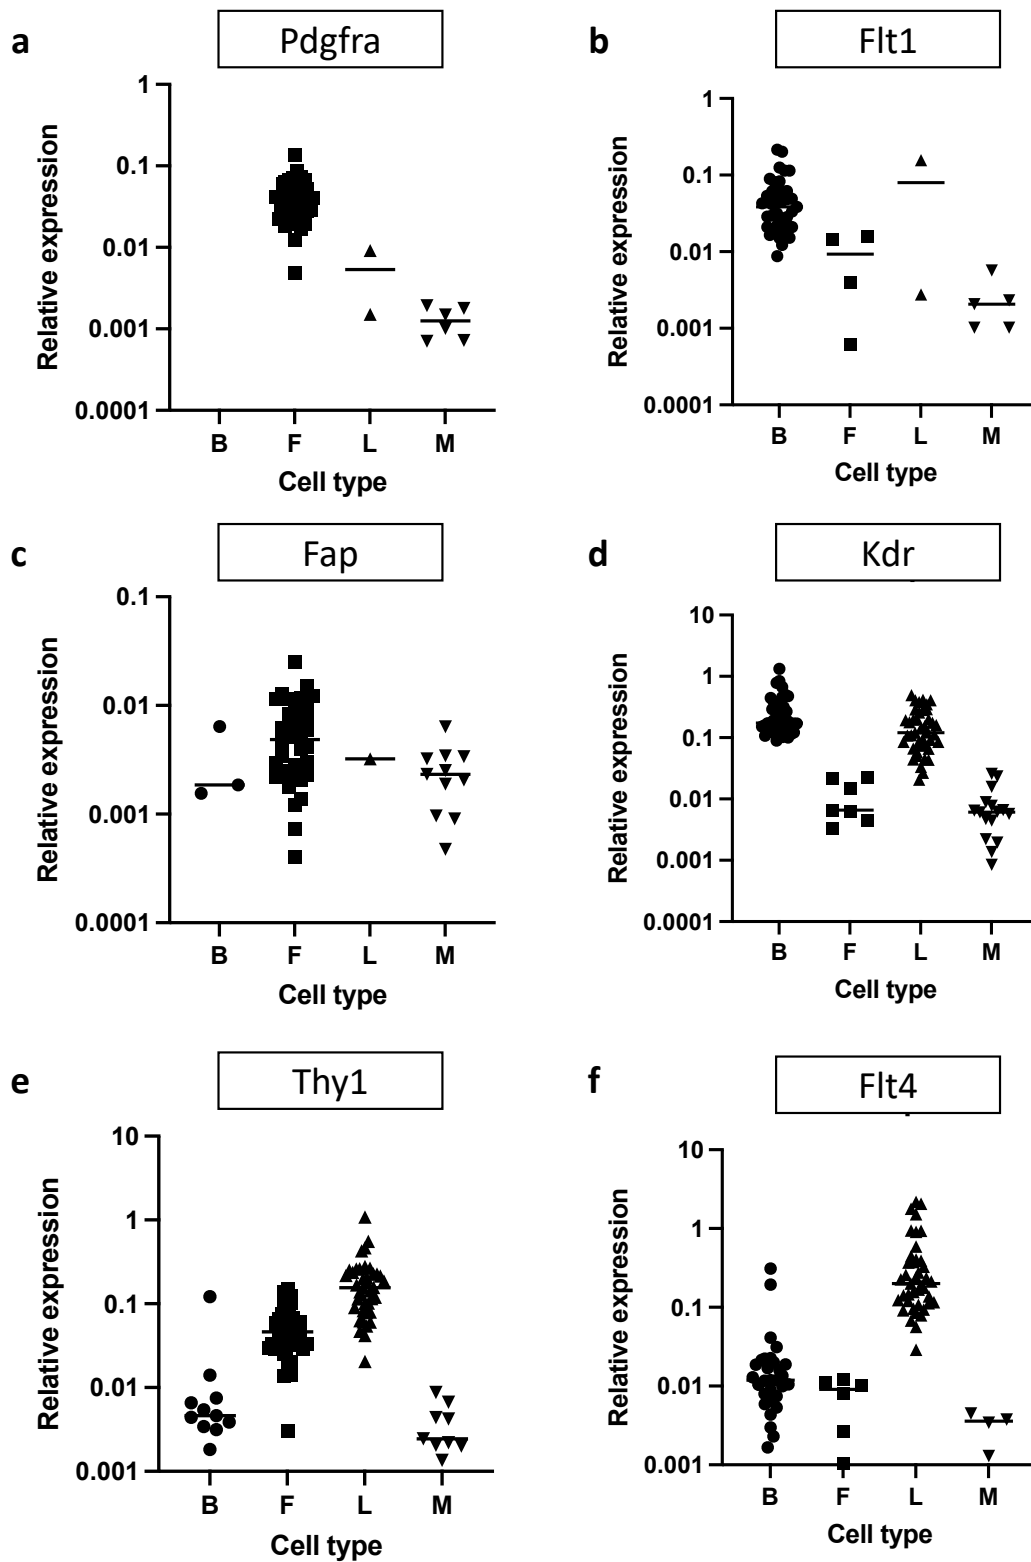 a
Pdgfra
1
0.1
0.01
0.001
0.0001
Relative expression
B F L M
Cell type
b
Flt1
1
0.1
0.01
0.001
0.0001
Relative expression
B F L M
Cell type
c
Fap
0.1
0.01
0.001
0.0001
Relative expression
B F L M
Cell type
d
Kdr
10
1
0.1
0.01
0.001
0.0001
Relative expression
B F L M
Cell type
e
Thy1
10
1
0.1
0.01
0.001
Relative expression
B F L M
Cell type
f
Flt4
10
1
0.1
0.01
0.001
Relative expression
B F L M
Cell type